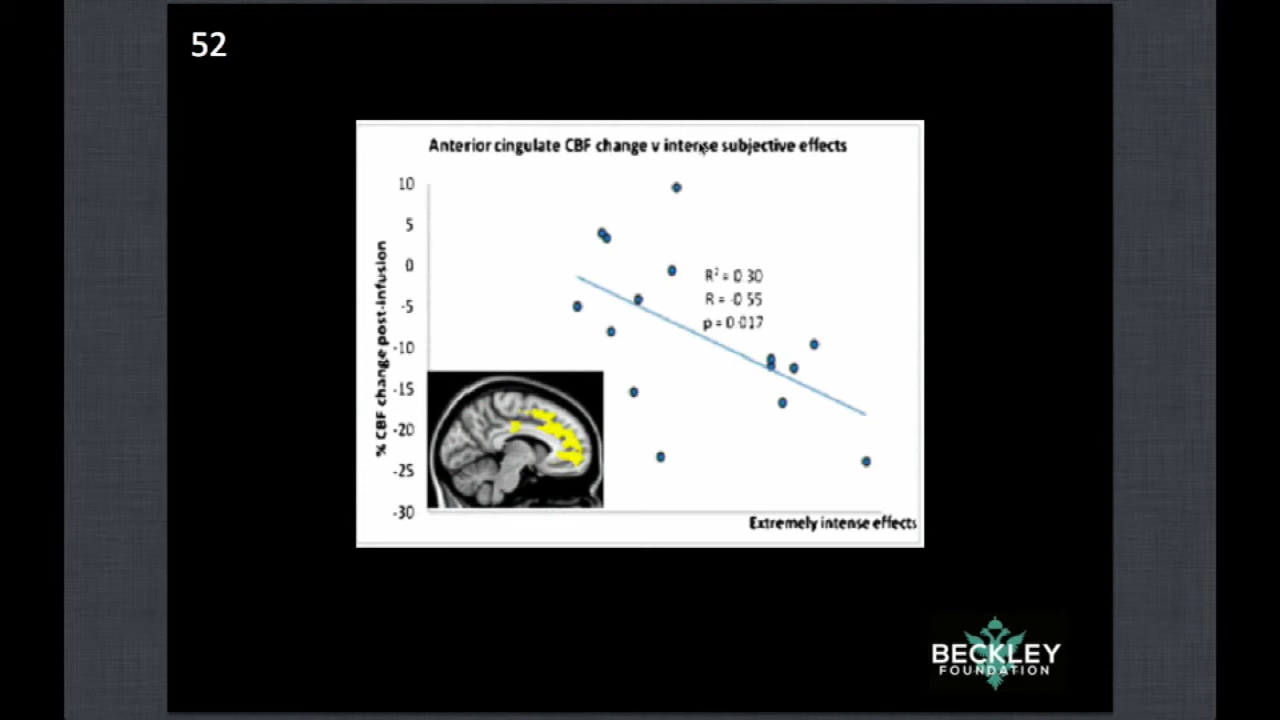 52
Anterior cingulate CBF change v intense subjective effects
% CBF change post-infusion
10
5
0
-5
-10
-15
-20
-25
-30
R² = 0.30
R = -0.55
p = 0.017
Extremely intense effects
BECKLEY
FOUNDATION